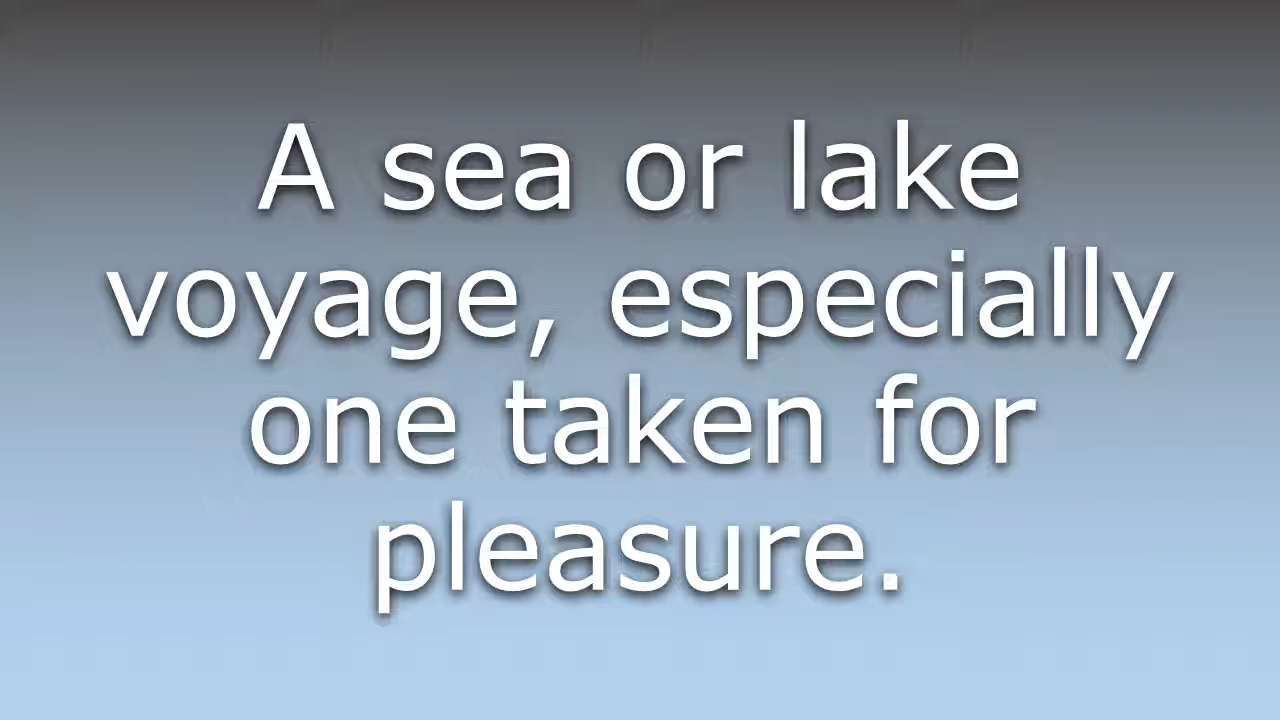 A sea or lake
voyage, especially
one taken for
pleasure.